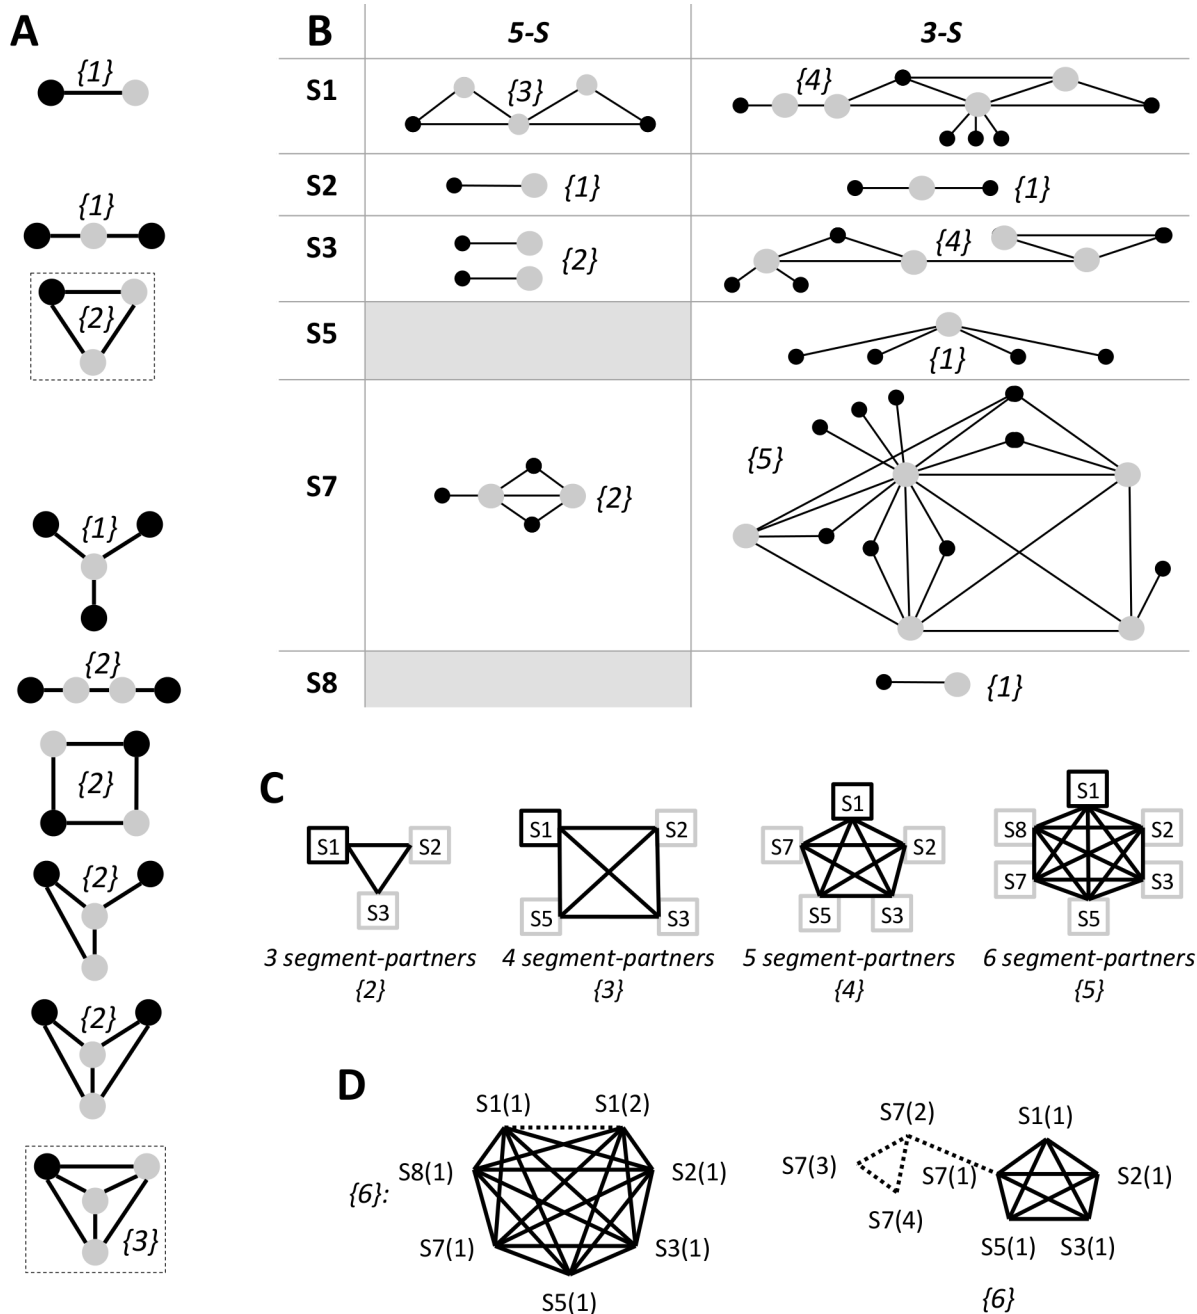 A
{1}
{1}
{2}
{1}
{2}
{2}
{2}
{2}
{3}
B 5-S 3-S
S1 {3} {4}
S2 {1} {1}
S3 {2} {4}
S5 {1}
S7 {2} {5}
S8 {1}
C
S1 S2
S3
3 segment-partners
{2}
S1 S2
S5 S3
4 segment-partners
{3}
S1
S7 S2
S5 S3
5 segment-partners
{4}
S1
S8 S2
S7 S3
S5
6 segment-partners
{5}
D
{6}:
S1(1) S1(2)
S8(1) S2(1)
S7(1) S3(1)
S5(1)
S7(2) S1(1)
S7(3) S7(1) S2(1)
S7(4)
S5(1) S3(1)
{6}